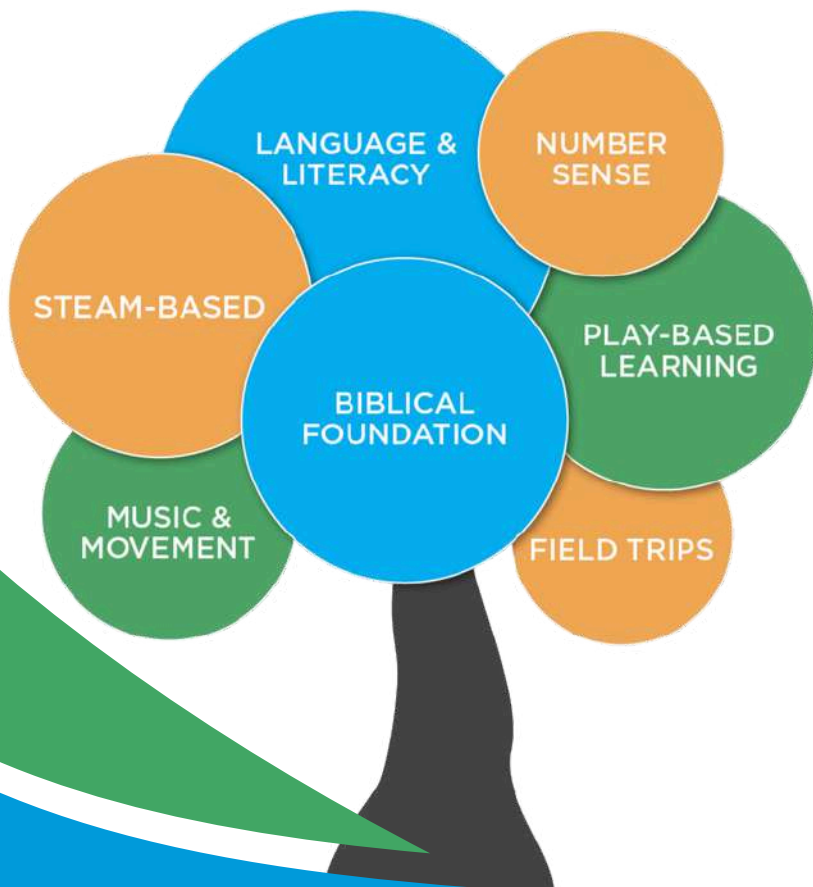 LANGUAGE &
LITERACY
NUMBER
SENSE
STEAM-BASED
PLAY-BASED
LEARNING
BIBLICAL
FOUNDATION
MUSIC &
MOVEMENT
FIELD TRIPS